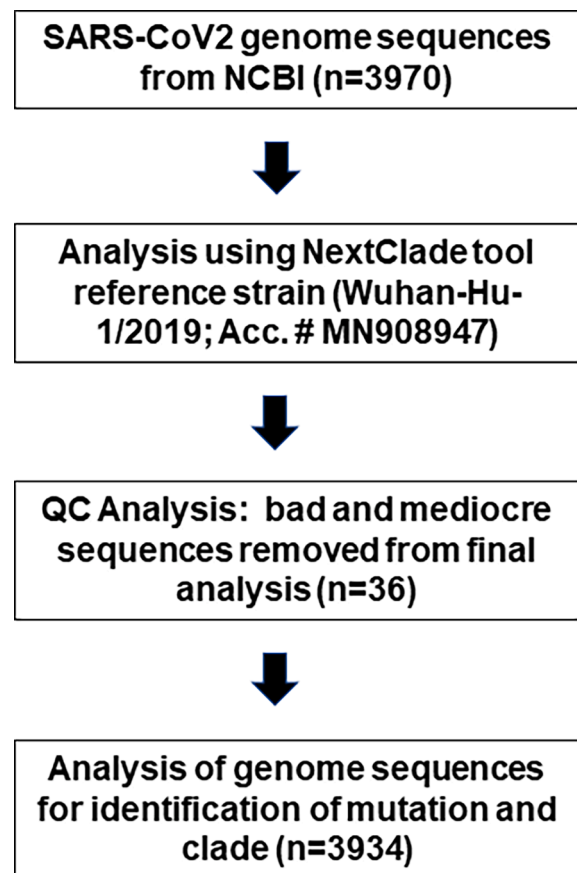 SARS-CoV2 genome sequences
from NCBI (n=3970)
Analysis using NextClade tool
reference strain (Wuhan-Hu-
1/2019; Acc. # MN908947)
QC Analysis: bad and mediocre
sequences removed from final
analysis (n=36)
Analysis of genome sequences
for identification of mutation and
clade (n=3934)